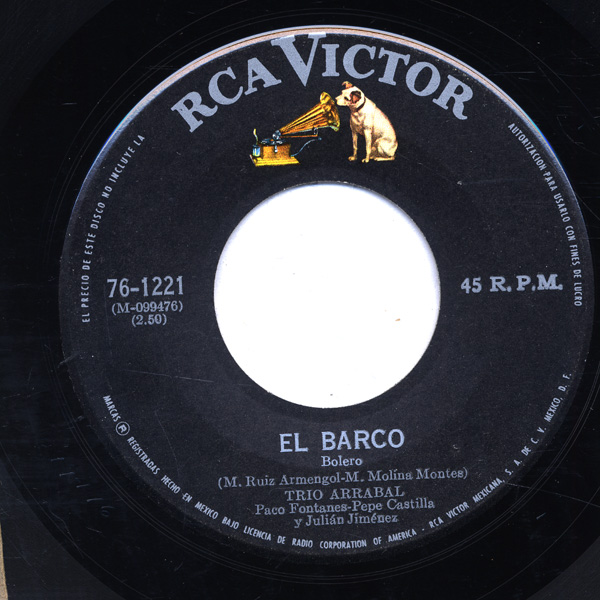 RCA VICTOR
EL PRECIO DE ESTE DISCO NO INCLUYE LA
AUTORIZACION PARA USARLO CON FINES DE LUCRO
76-1221
(M-099476)
(2.50)
45 R.P.M.
EL BARCO
Bolero
(M. Ruiz Armengol-M. Molína Montes)
TRIO ARRABAL
Paco Fontanes-Pepe Castilla
y Julián Jiménez
MARCAS R REGISTRADAS HECHO EN MEXICO BAJO LICENCIA DE RADIO CORPORATION OF AMERICA - RCA VICTOR MEXICANA, S. A. DE C. V. MEXICO, D. F.